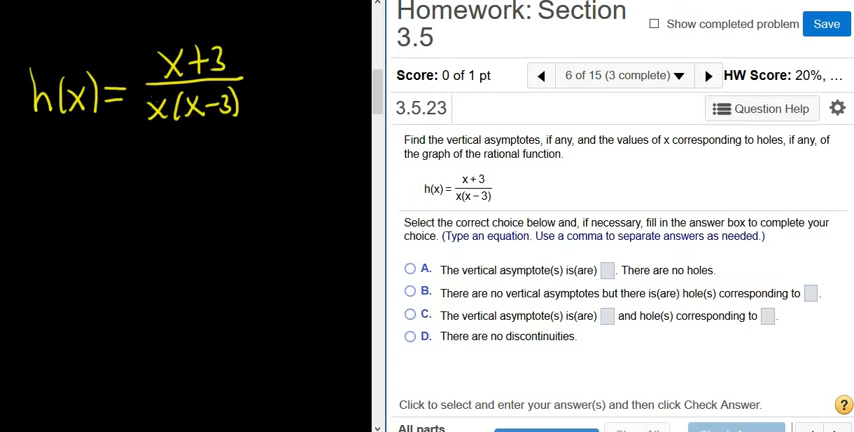 h(x) = x+3 / x(x-3)
Homework: Section 3.5
Show completed problem
Save
Score: 0 of 1 pt
6 of 15 (3 complete)
HW Score: 20%, ...
3.5.23
Question Help
Find the vertical asymptotes, if any, and the values of x corresponding to holes, if any, of
the graph of the rational function.
h(x) = x + 3 / x(x − 3)
Select the correct choice below and, if necessary, fill in the answer box to complete your
choice. (Type an equation. Use a comma to separate answers as needed.)
A. The vertical asymptote(s) is(are) . There are no holes.
B. There are no vertical asymptotes but there is(are) hole(s) corresponding to .
C. The vertical asymptote(s) is(are) and hole(s) corresponding to .
D. There are no discontinuities.
Click to select and enter your answer(s) and then click Check Answer.
?
All parts